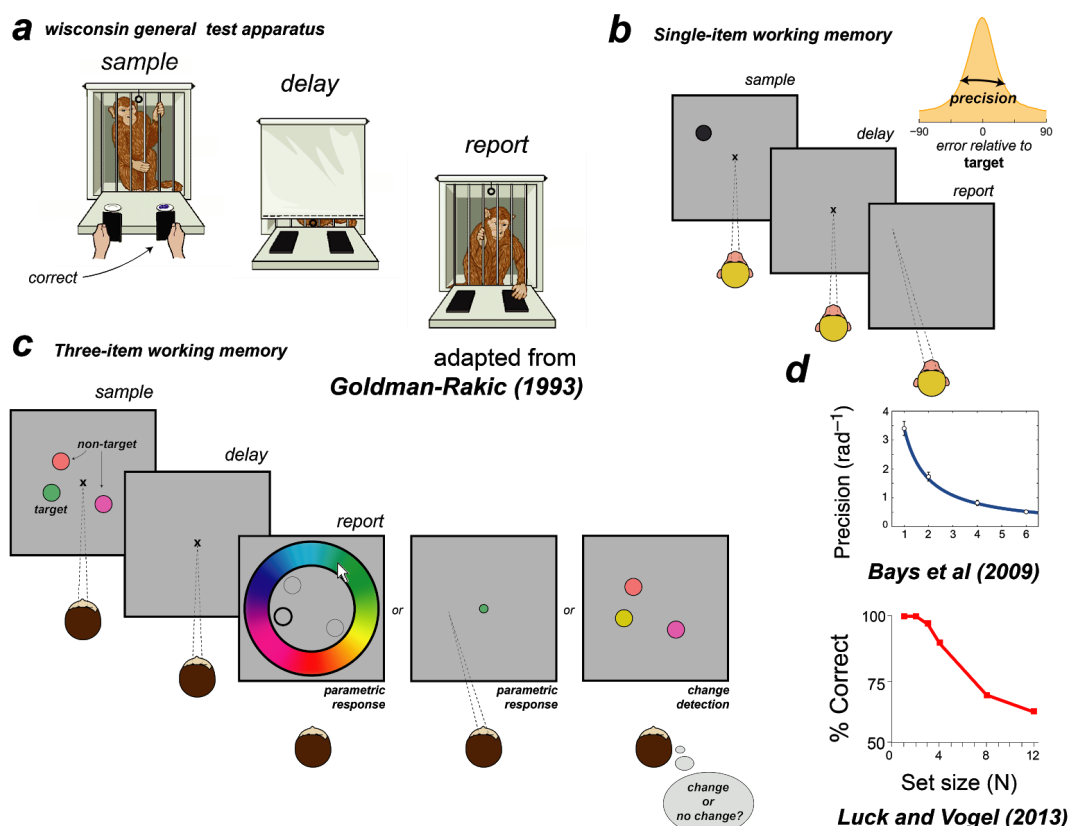 a wisconsin general test apparatus
sample
delay
report
correct
adapted from
Goldman-Rakic (1993)
b Single-item working memory
sample
delay
report
x
x
precision
−90 0 90
error relative to
target
c Three-item working memory
sample
non-target
x
target
delay
x
report
or
or
parametric
response
parametric
response
change
detection
change
or
no change?
d
Precision (rad⁻¹)
4
3
2
1
0
1 2 4 6
Bays et al (2009)
% Correct
100
75
50
0 4 8 12
Set size (N)
Luck and Vogel (2013)